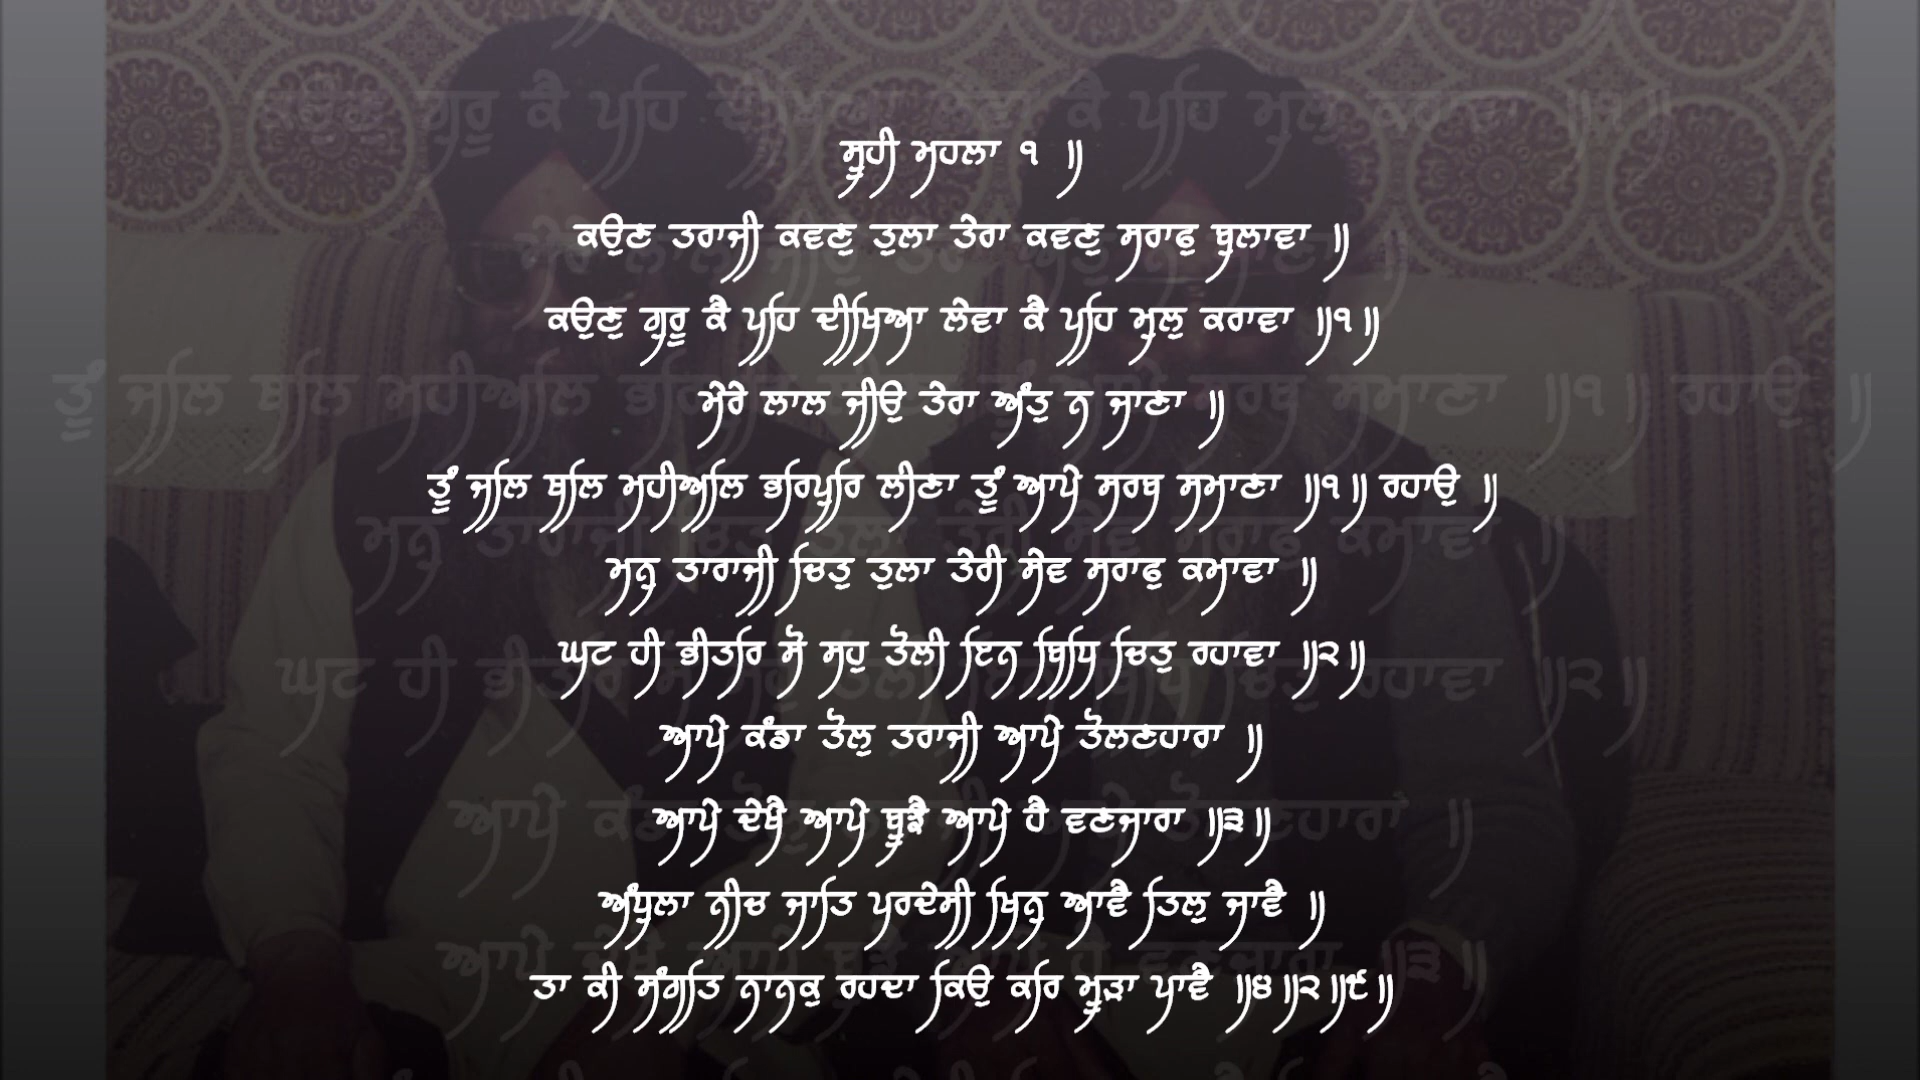 ਸੂਹੀ ਮਹਲਾ ੧ ॥
ਕਉਣ ਤਰਾਜੀ ਕਵਣੁ ਤੁਲਾ ਤੇਰਾ ਕਵਣੁ ਸਰਾਫੁ ਬੁਲਾਵਾ ॥
ਕਉਣੁ ਗੁਰੂ ਕੈ ਪਹਿ ਦੀਖਿਆ ਲੇਵਾ ਕੈ ਪਹਿ ਮੁਲੁ ਕਰਾਵਾ ॥੧॥
ਮੇਰੇ ਲਾਲ ਜੀਉ ਤੇਰਾ ਅੰਤੁ ਨ ਜਾਣਾ ॥
ਤੂੰ ਜਲਿ ਥਲਿ ਮਹੀਅਲਿ ਭਰਿਪੁਰਿ ਲੀਣਾ ਤੂੰ ਆਪੇ ਸਰਬ ਸਮਾਣਾ ॥੧॥ ਰਹਾਉ ॥
ਮਨੁ ਤਾਰਾਜੀ ਚਿਤੁ ਤੁਲਾ ਤੇਰੀ ਸੇਵ ਸਰਾਫੁ ਕਮਾਵਾ ॥
ਘਟ ਹੀ ਭੀਤਰਿ ਸੋ ਸਹੁ ਤੋਲੀ ਇਨ ਬਿਧਿ ਚਿਤੁ ਰਹਾਵਾ ॥੨॥
ਆਪੇ ਕੰਡਾ ਤੋਲੁ ਤਰਾਜੀ ਆਪੇ ਤੋਲਣਹਾਰਾ ॥
ਆਪੇ ਦੇਖੈ ਆਪੇ ਬੂਝੈ ਆਪੇ ਹੈ ਵਣਜਾਰਾ ॥੩॥
ਅੰਧੁਲਾ ਨੀਚ ਜਾਤਿ ਪਰਦੇਸੀ ਖਿਨੁ ਆਵੈ ਤਿਲੁ ਜਾਵੈ ॥
ਤਾ ਕੀ ਸੰਗਤਿ ਨਾਨਕੁ ਰਹਦਾ ਕਿਉ ਕਰਿ ਮੂੜਾ ਪਾਵੈ ॥੪॥੨॥੯॥